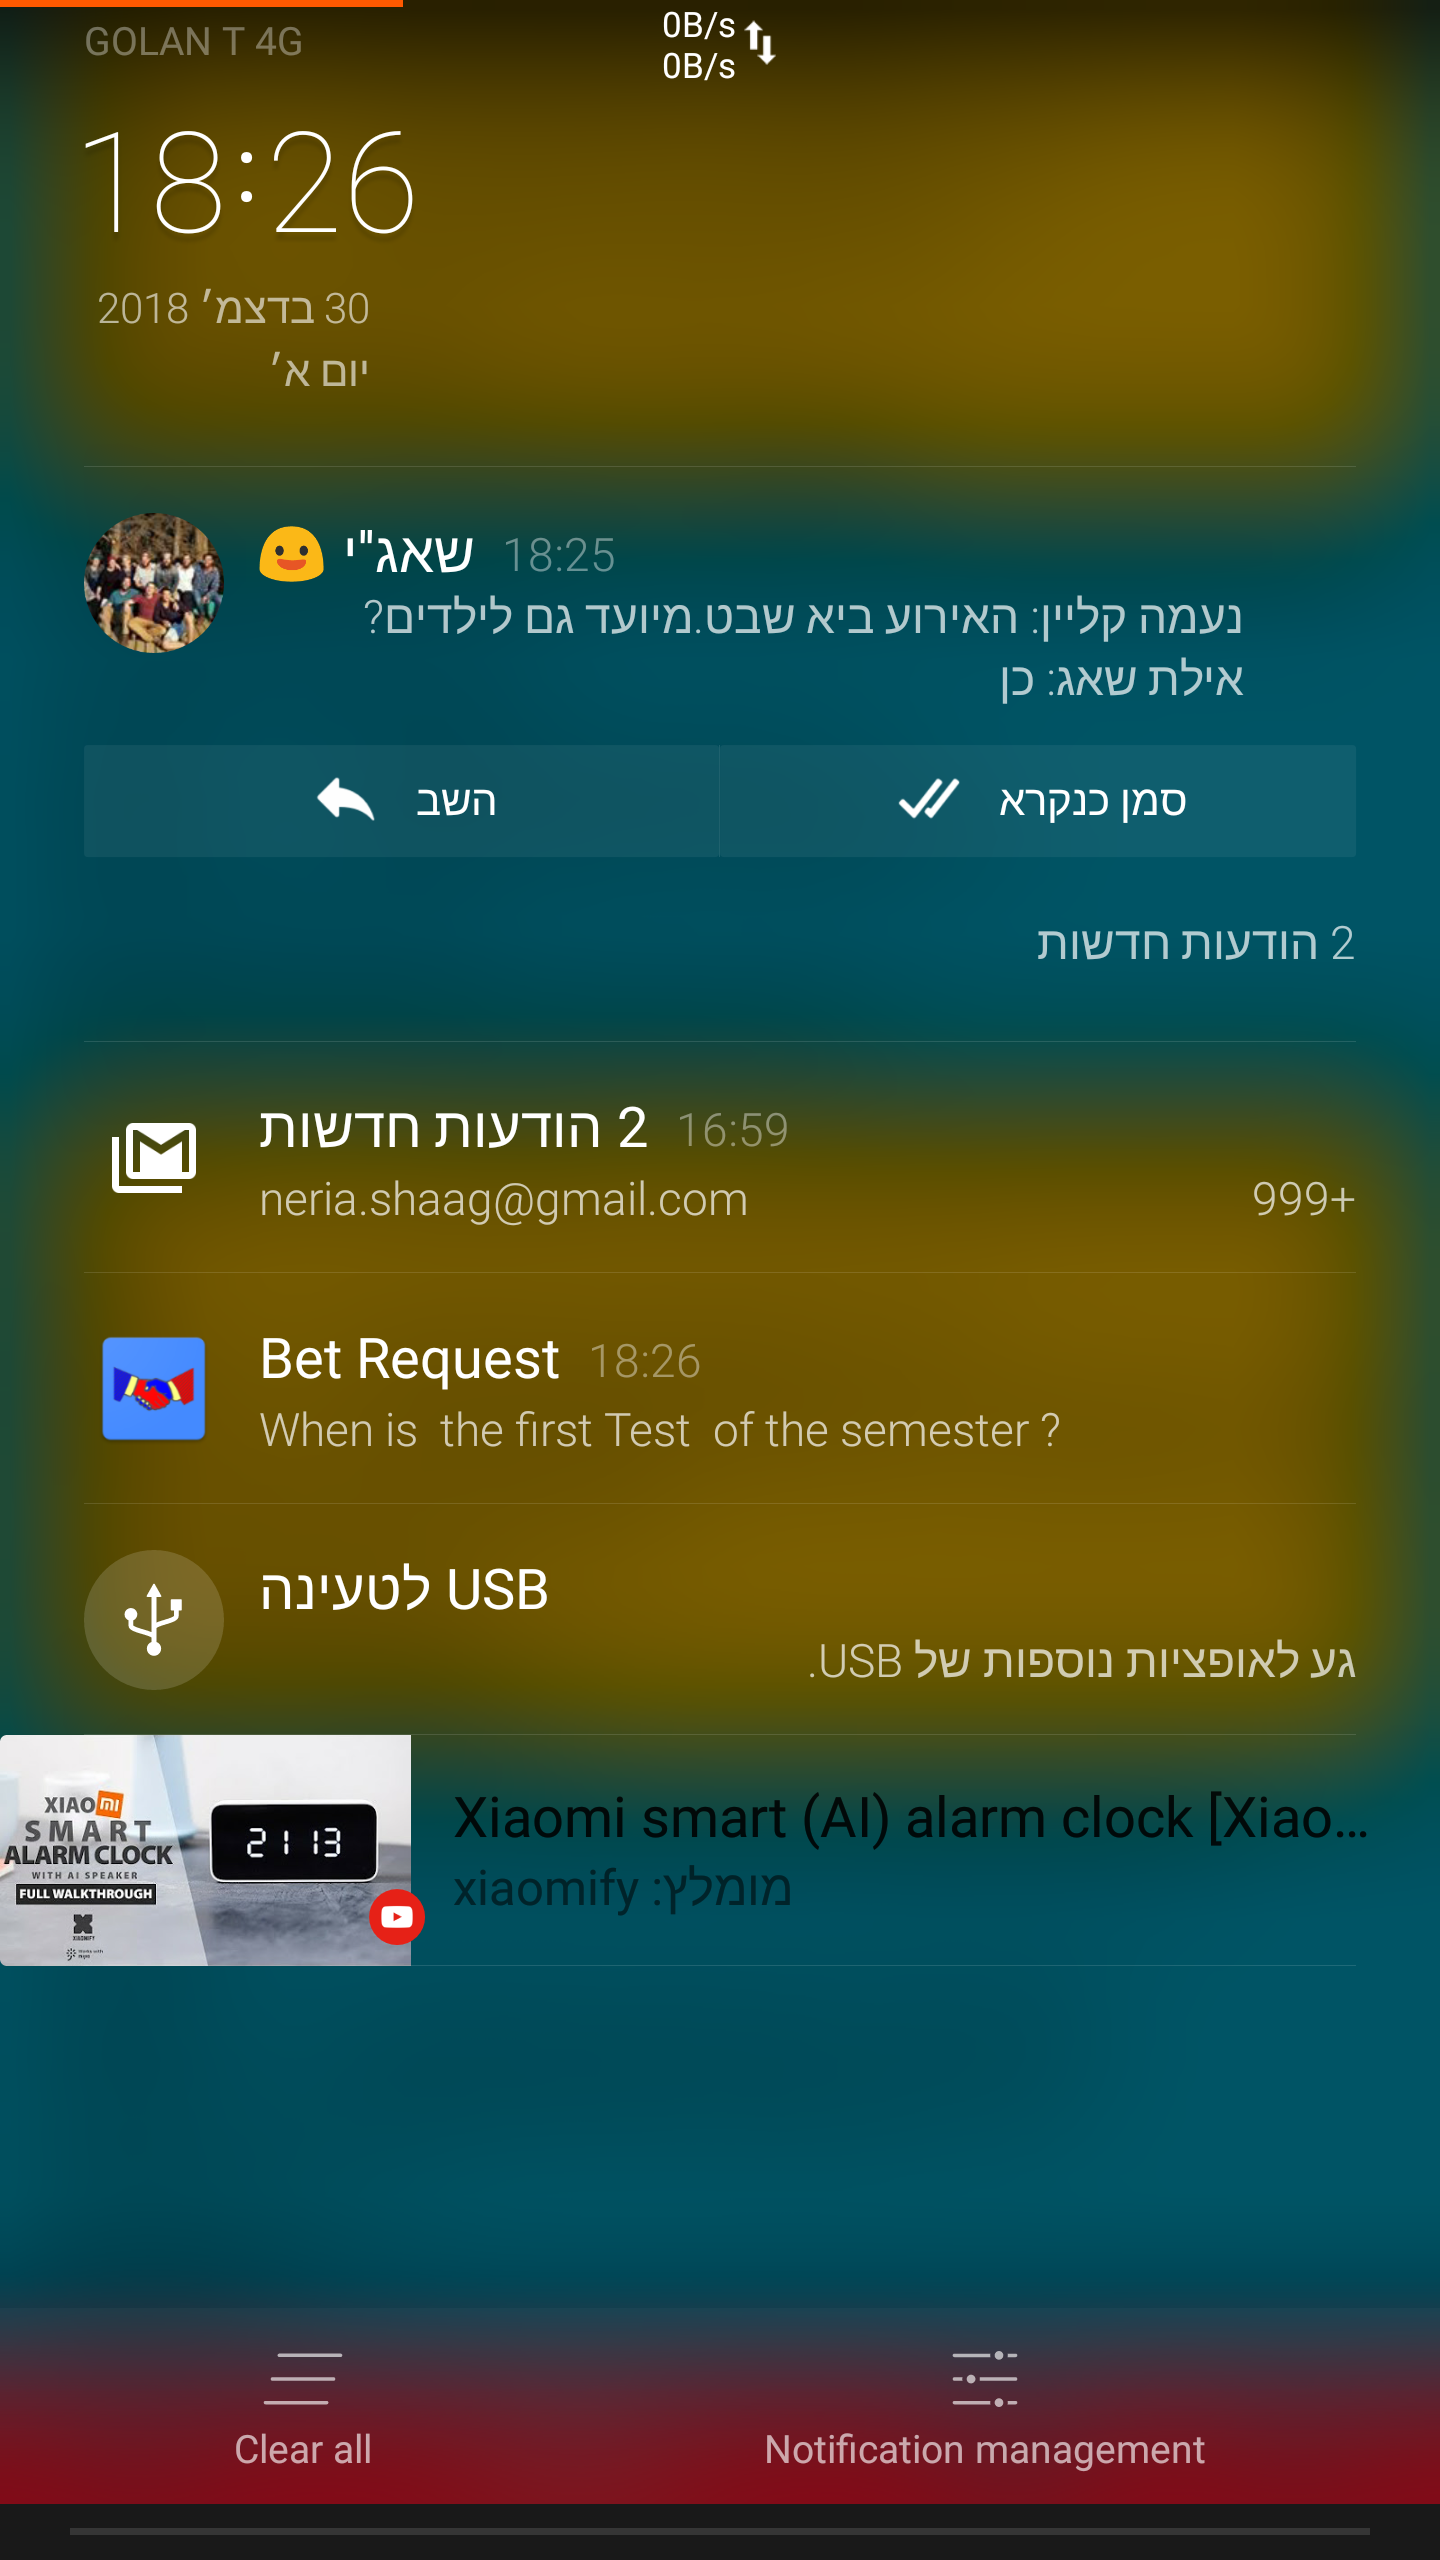 GOLAN T 4G
0B/s
0B/s
18:26
30 בדצמ׳ 2018
יום א׳
שאג"י 😃 18:25
נעמה קליין: האירוע ביא שבט.מיועד גם לילדים?
אילת שאג: כן
השב
סמן כנקרא
2 הודעות חדשות
2 הודעות חדשות 16:59
neria.shaag@gmail.com 999+
Bet Request 18:26
When is  the first Test  of the semester ?
USB לטעינה
גע לאופציות נוספות של USB.
XIAOMI
SMART
ALARM CLOCK
WITH AI SPEAKER
FULL WALKTHROUGH
XIAOMIFY
21 13
Xiaomi smart (AI) alarm clock [Xiao...
מומלץ: xiaomify
Clear all
Notification management